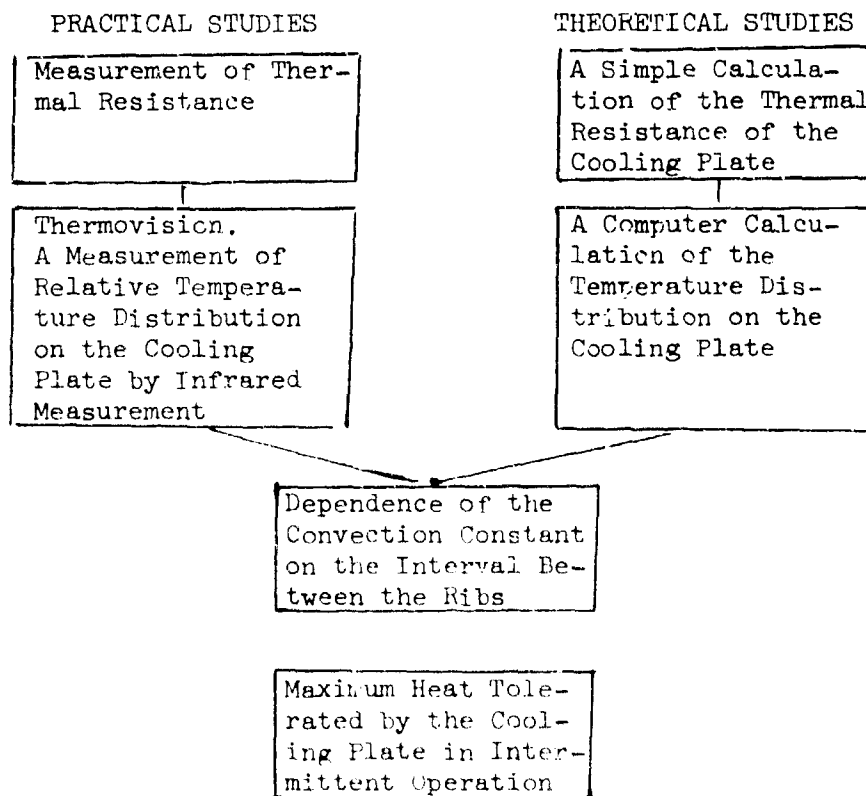 PRACTICAL STUDIES
Measurement of Ther-
mal Resistance
Thermovision.
A Measurement of
Relative Tempera-
ture Distribution
on the Cooling
Plate by Infrared
Measurement
THEORETICAL STUDIES
A Simple Calcula-
tion of the Thermal
Resistance of the
Cooling Plate
A Computer Calcu-
lation of the
Temperature Dis-
tribution on the
Cooling Plate
Dependence of the
Convection Constant
on the Interval Be-
tween the Ribs
Maximum Heat Tole-
rated by the Cool-
ing Plate in Inter-
mittent Operation